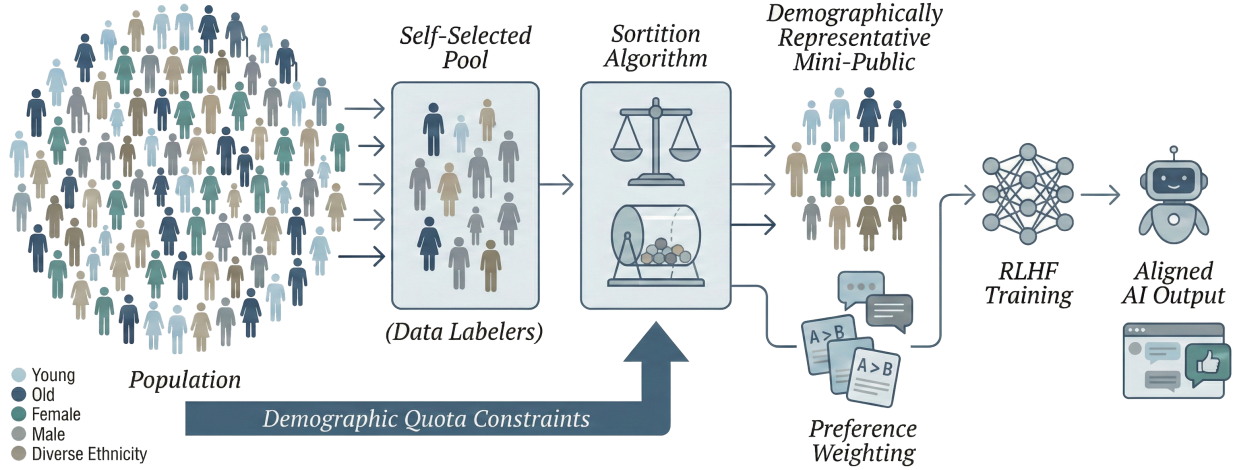 Self-Selected
Pool
Sortition
Algorithm
Demographically
Representative
Mini-Public
(Data Labelers)
Population
Young
Old
Female
Male
Diverse Ethnicity
Demographic Quota Constraints
A>B
A>B
Preference
Weighting
RLHF
Training
Aligned
AI Output